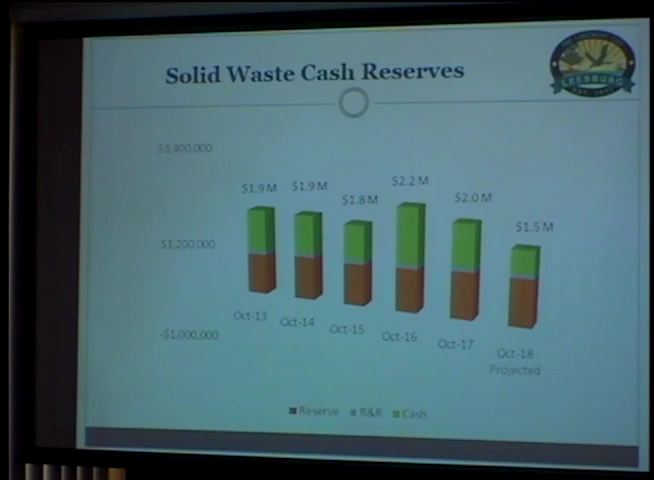 Solid Waste Cash Reserves
LEESBURG
$3,400,000
$1,200,000
-$1,000,000
$1.9 M
$1.9 M
$1.8 M
$2.2 M
$2.0 M
$1.5 M
Oct-13
Oct-14
Oct-15
Oct-16
Oct-17
Oct-18
Projected
Reserve R&R Cash